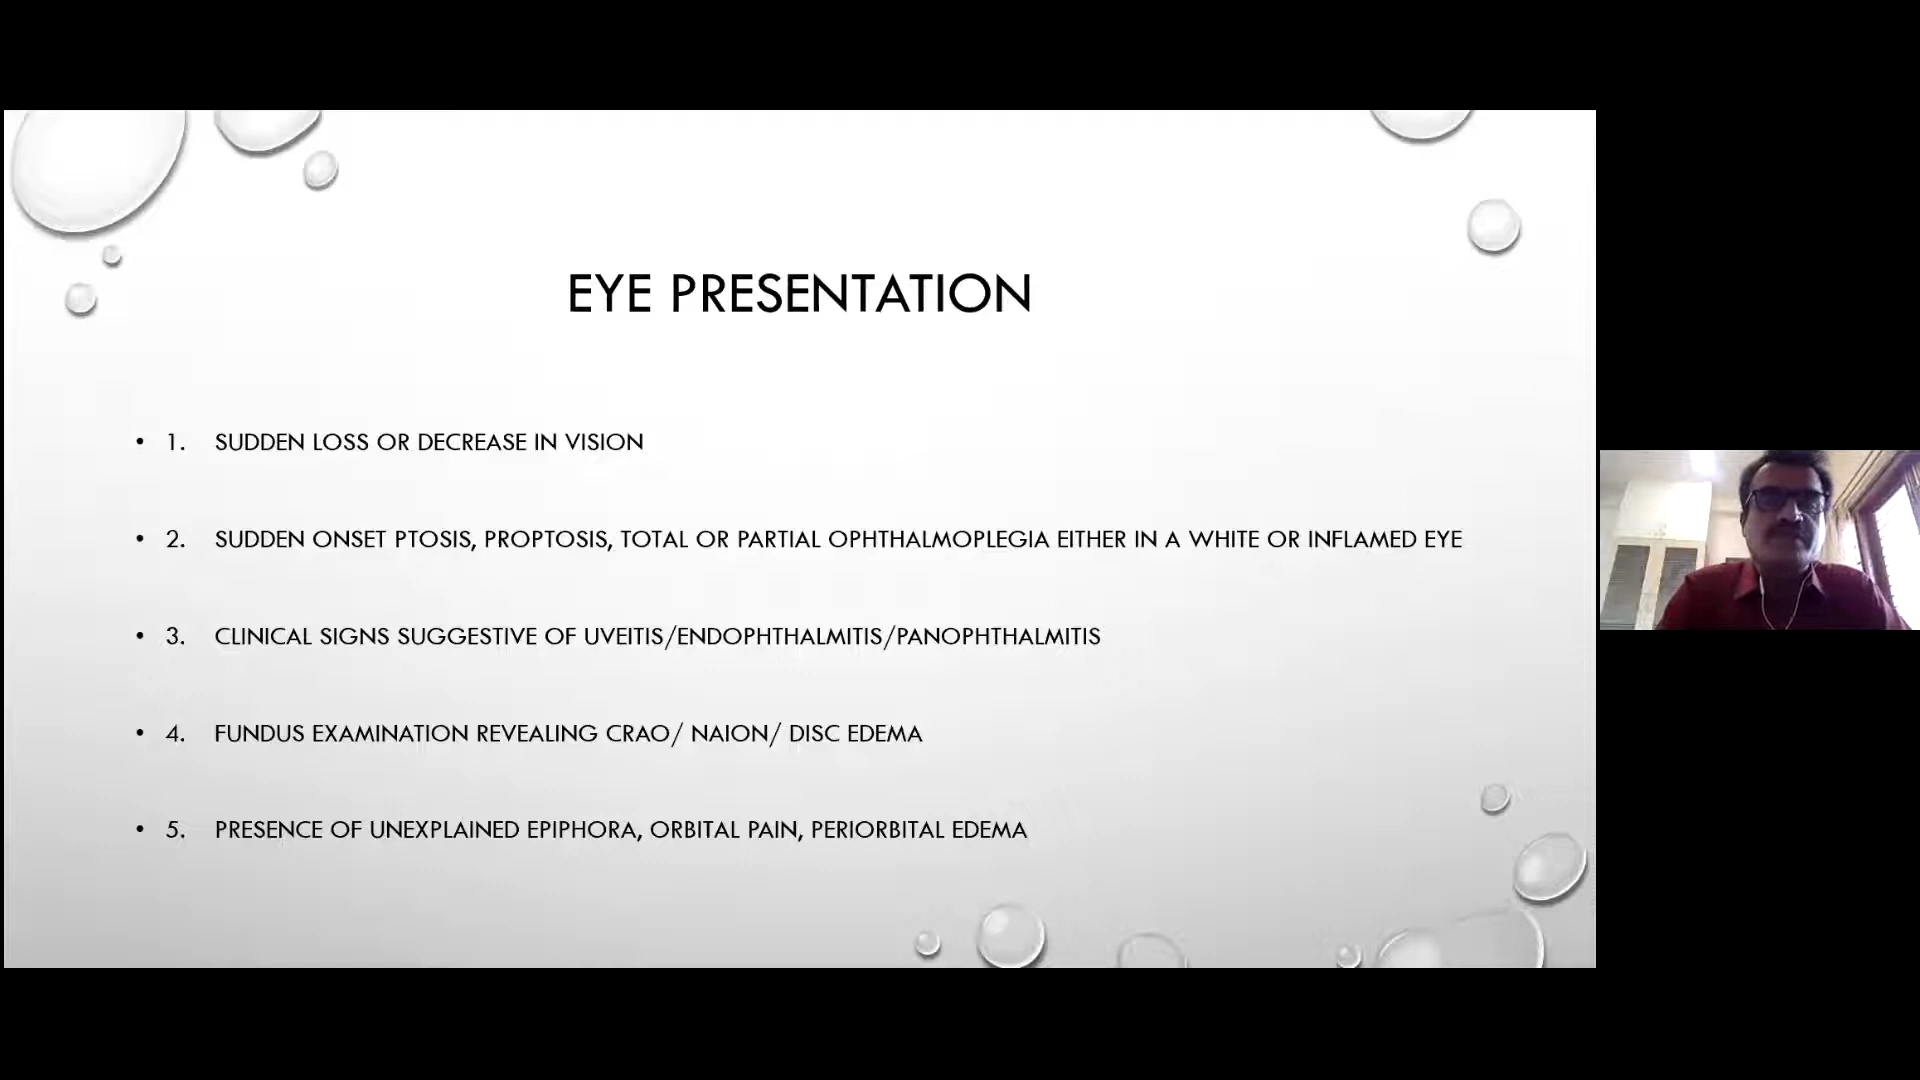 EYE PRESENTATION
• 1. SUDDEN LOSS OR DECREASE IN VISION
• 2. SUDDEN ONSET PTOSIS, PROPTOSIS, TOTAL OR PARTIAL OPHTHALMOPLEGIA EITHER IN A WHITE OR INFLAMED EYE
• 3. CLINICAL SIGNS SUGGESTIVE OF UVEITIS/ENDOPHTHALMITIS/PANOPHTHALMITIS
• 4. FUNDUS EXAMINATION REVEALING CRAO/ NAION/ DISC EDEMA
• 5. PRESENCE OF UNEXPLAINED EPIPHORA, ORBITAL PAIN, PERIORBITAL EDEMA